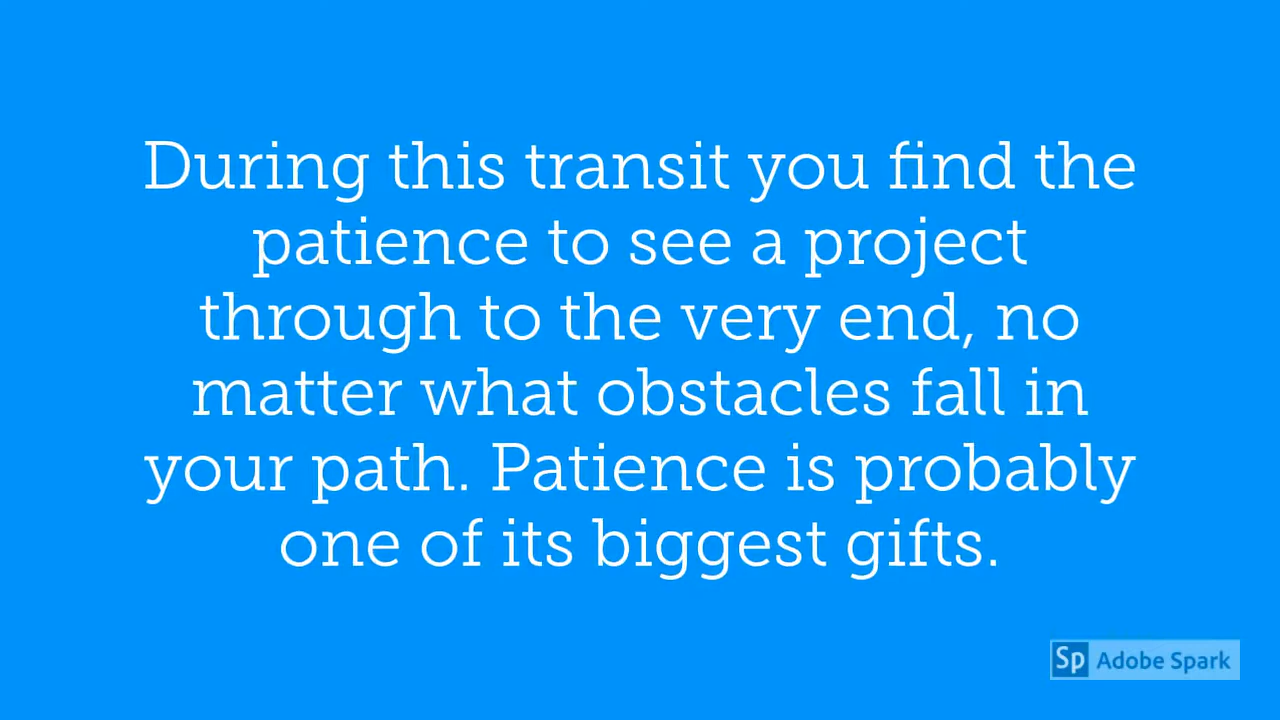 During this transit you find the
patience to see a project
through to the very end, no
matter what obstacles fall in
your path. Patience is probably
one of its biggest gifts.
Sp Adobe Spark